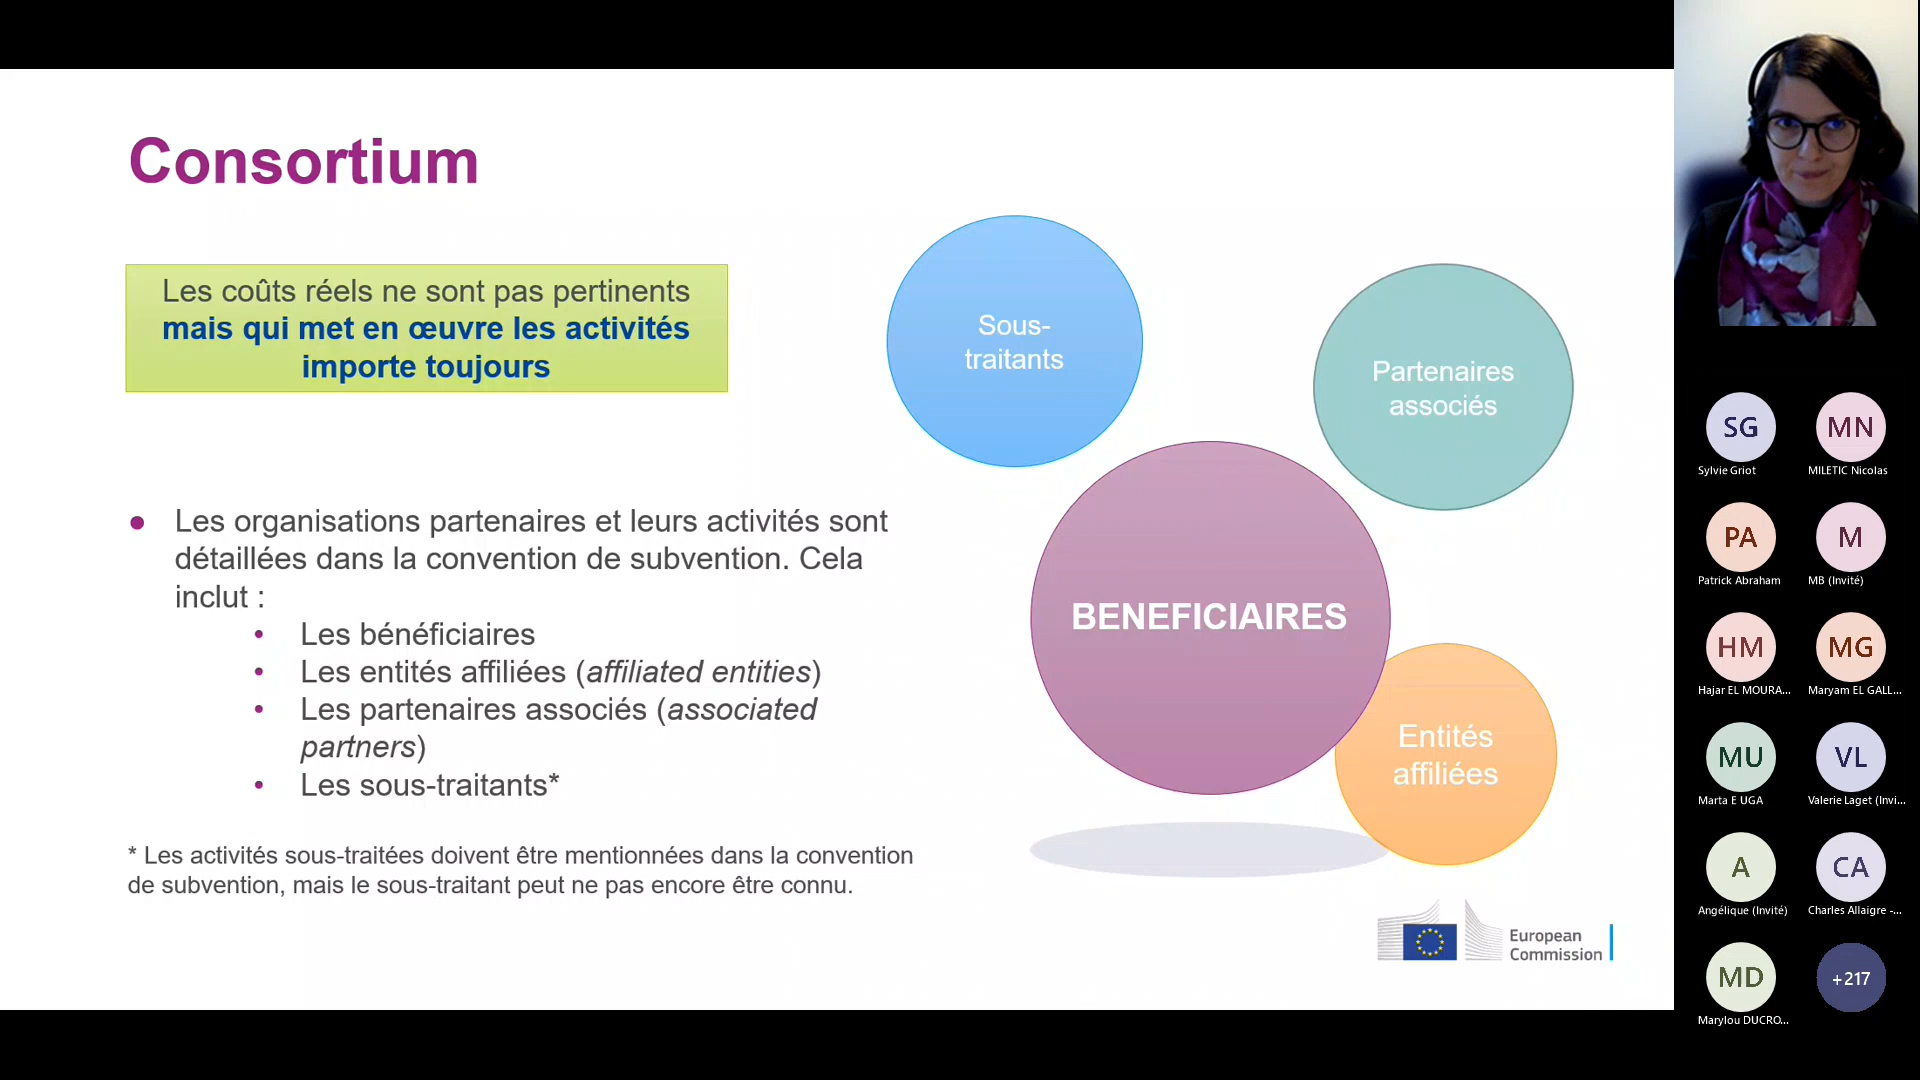 Consortium
Les coûts réels ne sont pas pertinents
mais qui met en œuvre les activités
importe toujours
Les organisations partenaires et leurs activités sont
détaillées dans la convention de subvention. Cela
inclut :
Les bénéficiaires
Les entités affiliées (affiliated entities)
Les partenaires associés (associated
partners)
Les sous-traitants*
* Les activités sous-traitées doivent être mentionnées dans la convention
de subvention, mais le sous-traitant peut ne pas encore être connu.
Sous-
traitants
Partenaires
associés
BENEFICIAIRES
Entités
affiliées
European
Commission
SG
Sylvie Griot
MN
MILETIC Nicolas
PA
Patrick Abraham
M
MB (Invité)
HM
Hajar EL MOURA...
MG
Maryam EL GALL...
MU
Marta E UGA
VL
Valerie Laget (Invi...
A
Angélique (Invité)
CA
Charles Allaigre -...
MD
Marylou DUCRO...
+217